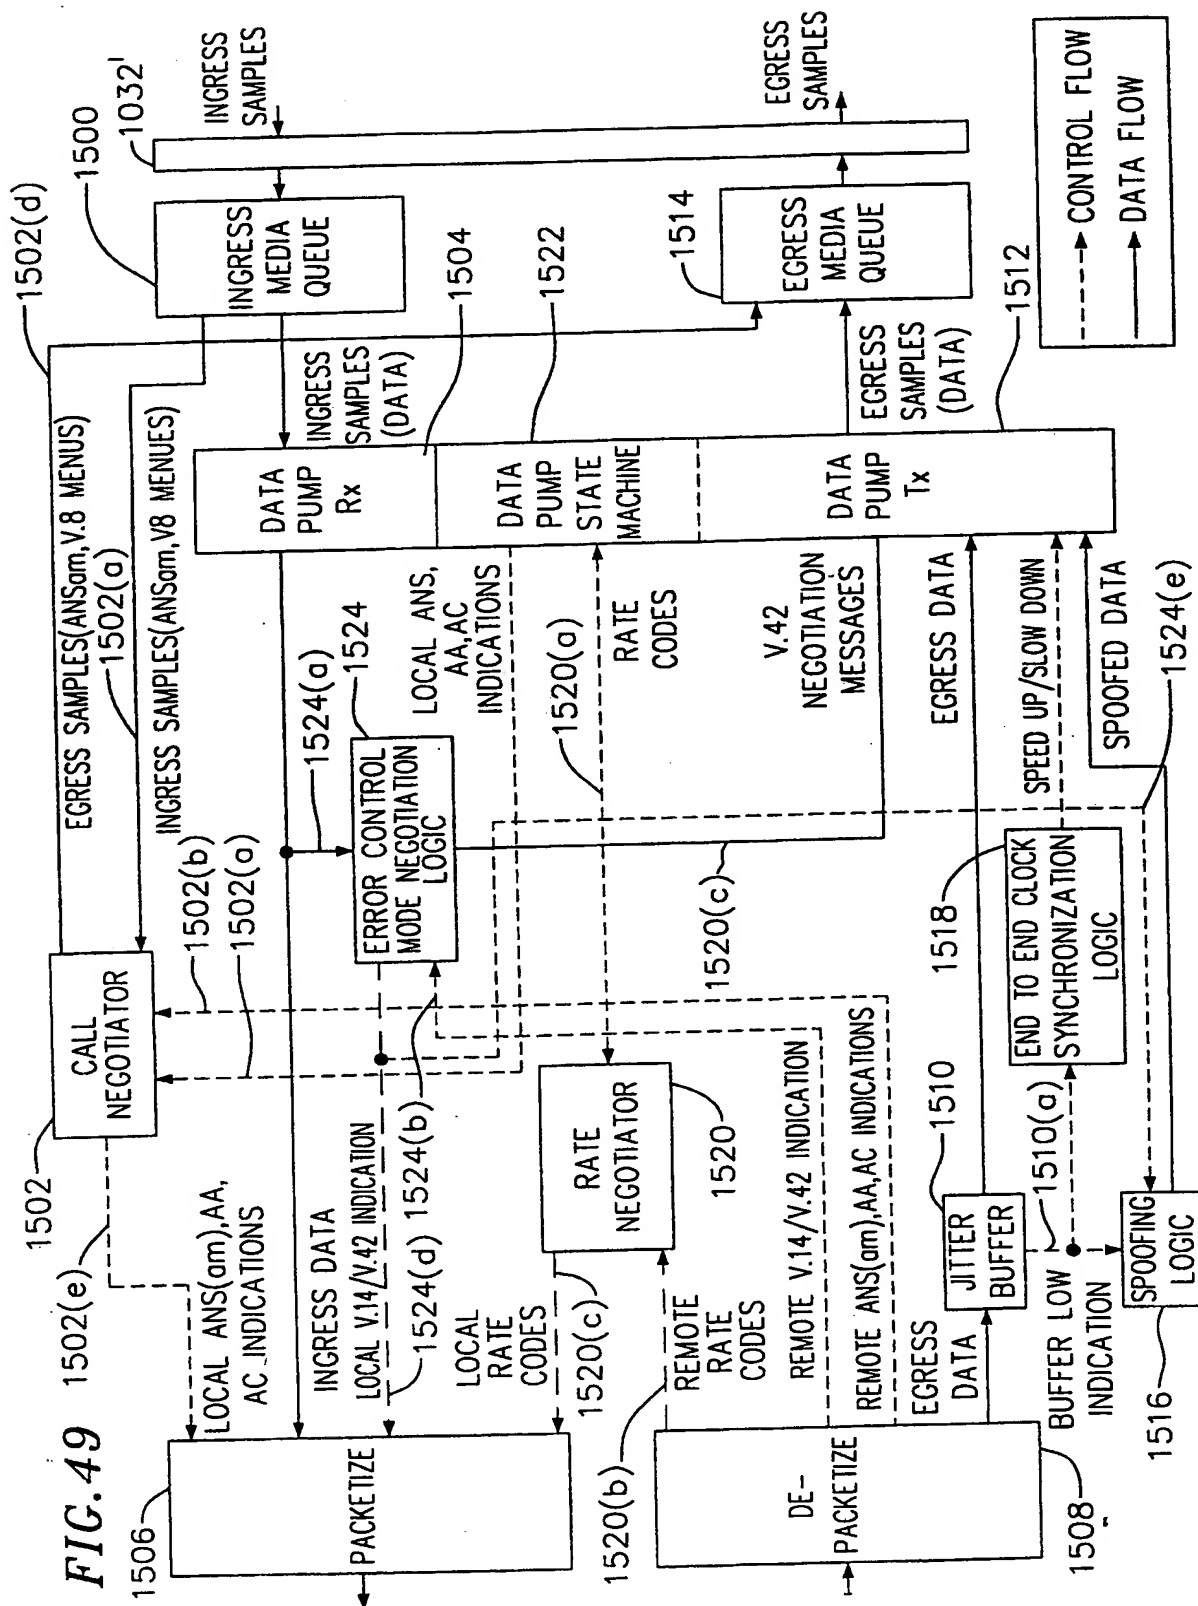 FIG. 49
1506
PACKETIZE
1502(e)
LOCAL ANS(am),AA,
AC INDICATIONS
1502
CALL
NEGOTIATOR
INGRESS DATA
LOCAL V.14/V.42 INDICATION
1524(d)
LOCAL
RATE
CODES
1520(c)
1520(b)
REMOTE
RATE
CODES
DE-
PACKETIZE
1508
1502(b)
1502(a)
EGRESS SAMPLES(ANSam,V.8 MENUS)
1502(a)
INGRESS SAMPLES(ANSam,V8 MENUES)
1502(d)
1524(a)
1524
ERROR CONTROL
MODE NEGOTIATION
LOGIC
1524(b)
RATE
NEGOTIATOR
1520
REMOTE V.14/V.42 INDICATION
REMOTE ANS(am),AA,AC INDICATIONS
EGRESS
DATA
1510
JITTER
BUFFER
BUFFER LOW
INDICATION
1510(a)
SPOOFING
LOGIC
1516
1518
END TO END CLOCK
SYNCHRONIZATION
LOGIC
1520(c)
LOCAL ANS,
AA,AC
INDICATIONS
1520(a)
RATE
CODES
V.42
NEGOTIATION
MESSAGES
EGRESS DATA
SPEED UP/SLOW DOWN
SPOOFED DATA
1524(e)
DATA
PUMP
Rx
DATA
PUMP
STATE
MACHINE
DATA
PUMP
Tx
INGRESS
SAMPLES
(DATA)
1504
1522
EGRESS
SAMPLES
(DATA)
1512
1500
INGRESS
MEDIA
QUEUE
EGRESS
MEDIA
QUEUE
1514
1032'
INGRESS
SAMPLES
EGRESS
SAMPLES
CONTROL FLOW
DATA FLOW